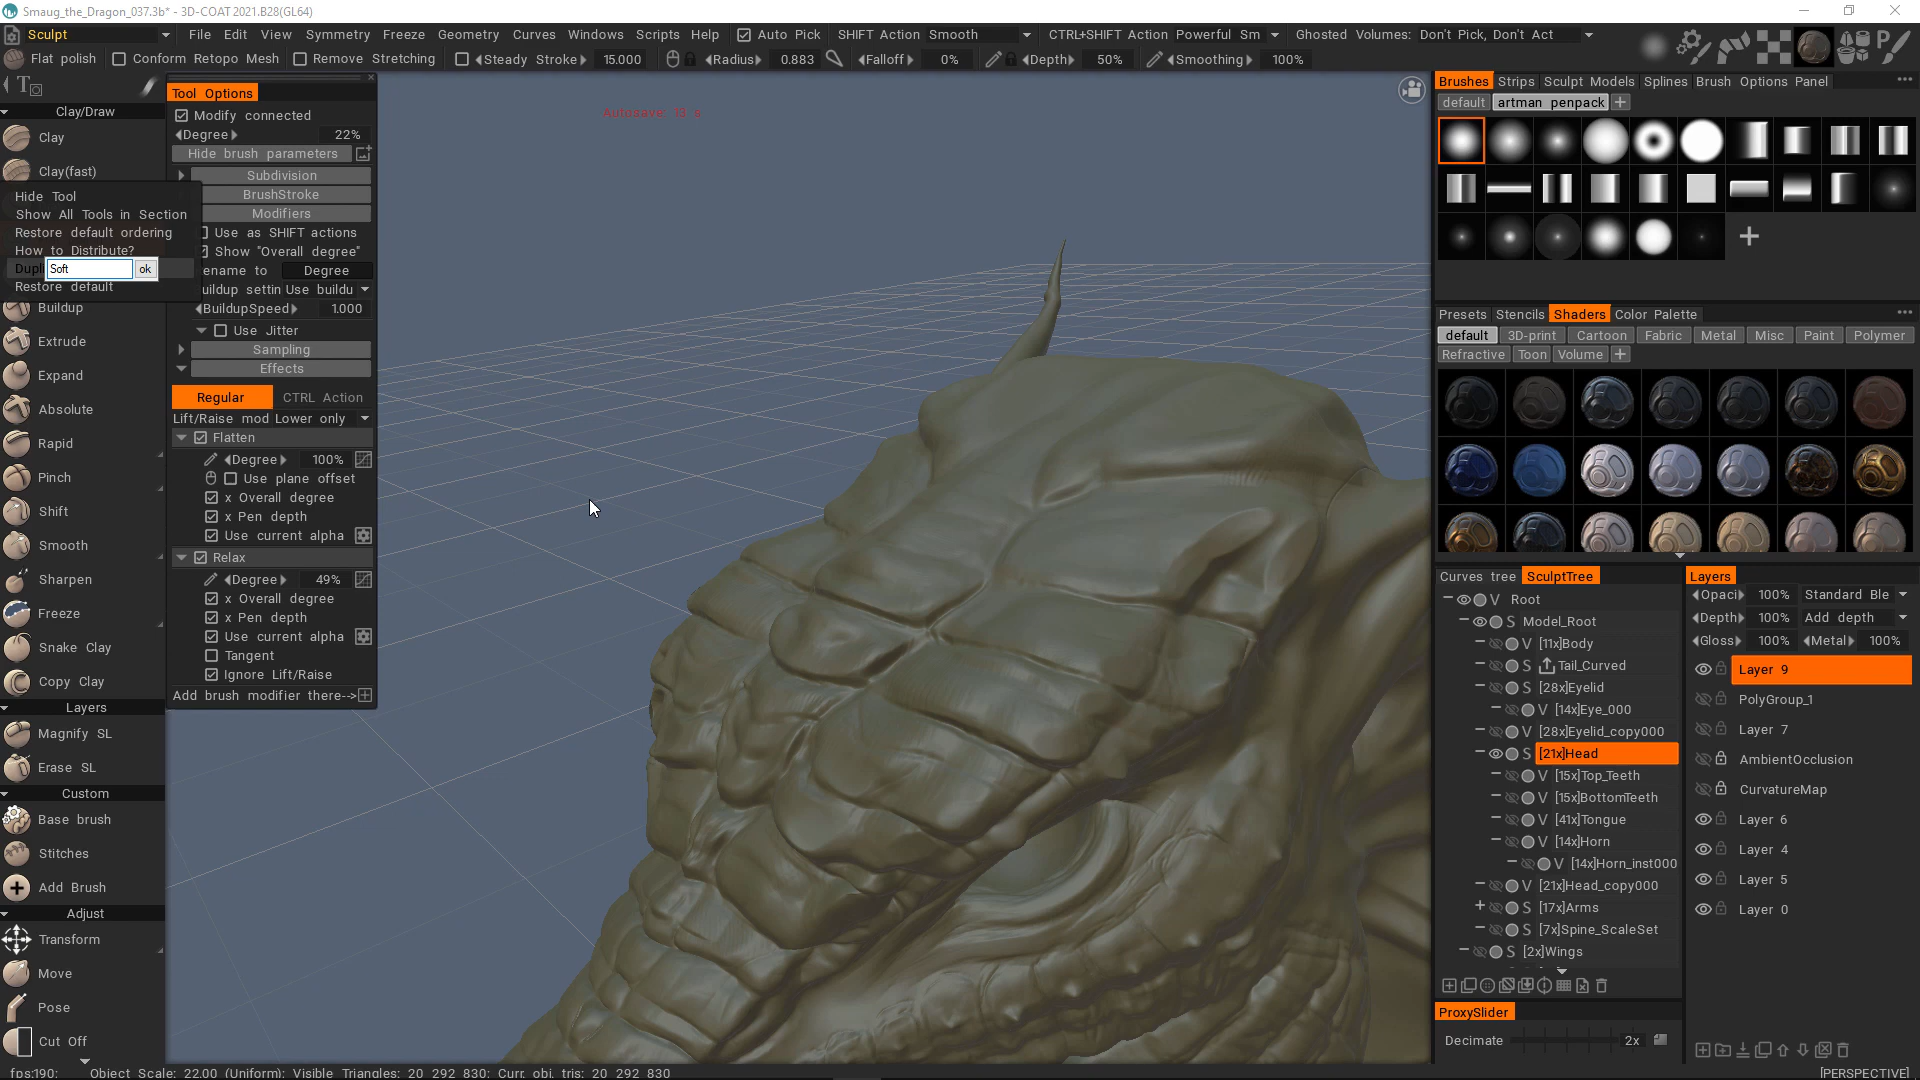 Smaug_the_Dragon_037.3b* - 3D-COAT 2021.B28(GL64)
Sculpt File Edit View Symmetry Freeze Geometry Curves Windows Scripts Help Auto Pick SHIFT Action Smooth CTRL+SHIFT Action Powerful Sm Ghosted Volumes: Don't Pick, Don't Act
Flat polish Conform Retopo Mesh Remove Stretching Steady Stroke 15.000 Radius 0.883 Falloff 0% Depth 50% Smoothing 100%
Clay/Draw
Clay
Clay(fast)
Hide Tool
Show All Tools in Section
Restore default ordering
How to Distribute?
Dupl Soft ok
Restore default
Buildup
Extrude
Expand
Absolute
Rapid
Pinch
Shift
Smooth
Sharpen
Freeze
Snake Clay
Copy Clay
Layers
Magnify SL
Erase SL
Custom
Base brush
Stitches
Add Brush
Adjust
Transform
Move
Pose
Cut Off
Tool Options
Modify connected
Degree 22%
Hide brush parameters
Subdivision
BrushStroke
Modifiers
Use as SHIFT actions
Show "Overall degree"
ename to Degree
uildup settin Use buildu
BuildupSpeed 1.000
Use Jitter
Sampling
Effects
Regular CTRL Action
Lift/Raise mod Lower only
Flatten
Degree 100%
Use plane offset
x Overall degree
x Pen depth
Use current alpha
Relax
Degree 49%
x Overall degree
x Pen depth
Use current alpha
Tangent
Ignore Lift/Raise
Add brush modifier there-->
Autosave: 13 s
Brushes Strips Sculpt Models Splines Brush Options Panel
default artman penpack
Presets Stencils Shaders Color Palette
default 3D-print Cartoon Fabric Metal Misc Paint Polymer
Refractive Toon Volume
Curves tree SculptTree
V Root
S Model_Root
V [11x]Body
S Tail_Curved
S [28x]Eyelid
V [14x]Eye_000
V [28x]Eyelid_copy000
S [21x]Head
V [15x]Top_Teeth
V [15x]BottomTeeth
V [41x]Tongue
V [14x]Horn
V [14x]Horn_inst000
V [21x]Head_copy000
S [17x]Arms
S [7x]Spine_ScaleSet
S [2x]Wings
ProxySlider
Decimate 2x
Layers
Opaci 100% Standard Ble
Depth 100% Add depth
Gloss 100% Metal 100%
Layer 9
PolyGroup_1
Layer 7
AmbientOcclusion
CurvatureMap
Layer 6
Layer 4
Layer 5
Layer 0
fps:190; Object Scale: 22.00 (Uniform); Visible Triangles: 20 292 830; Curr. obj. tris: 20 292 830 [PERSPECTIVE]